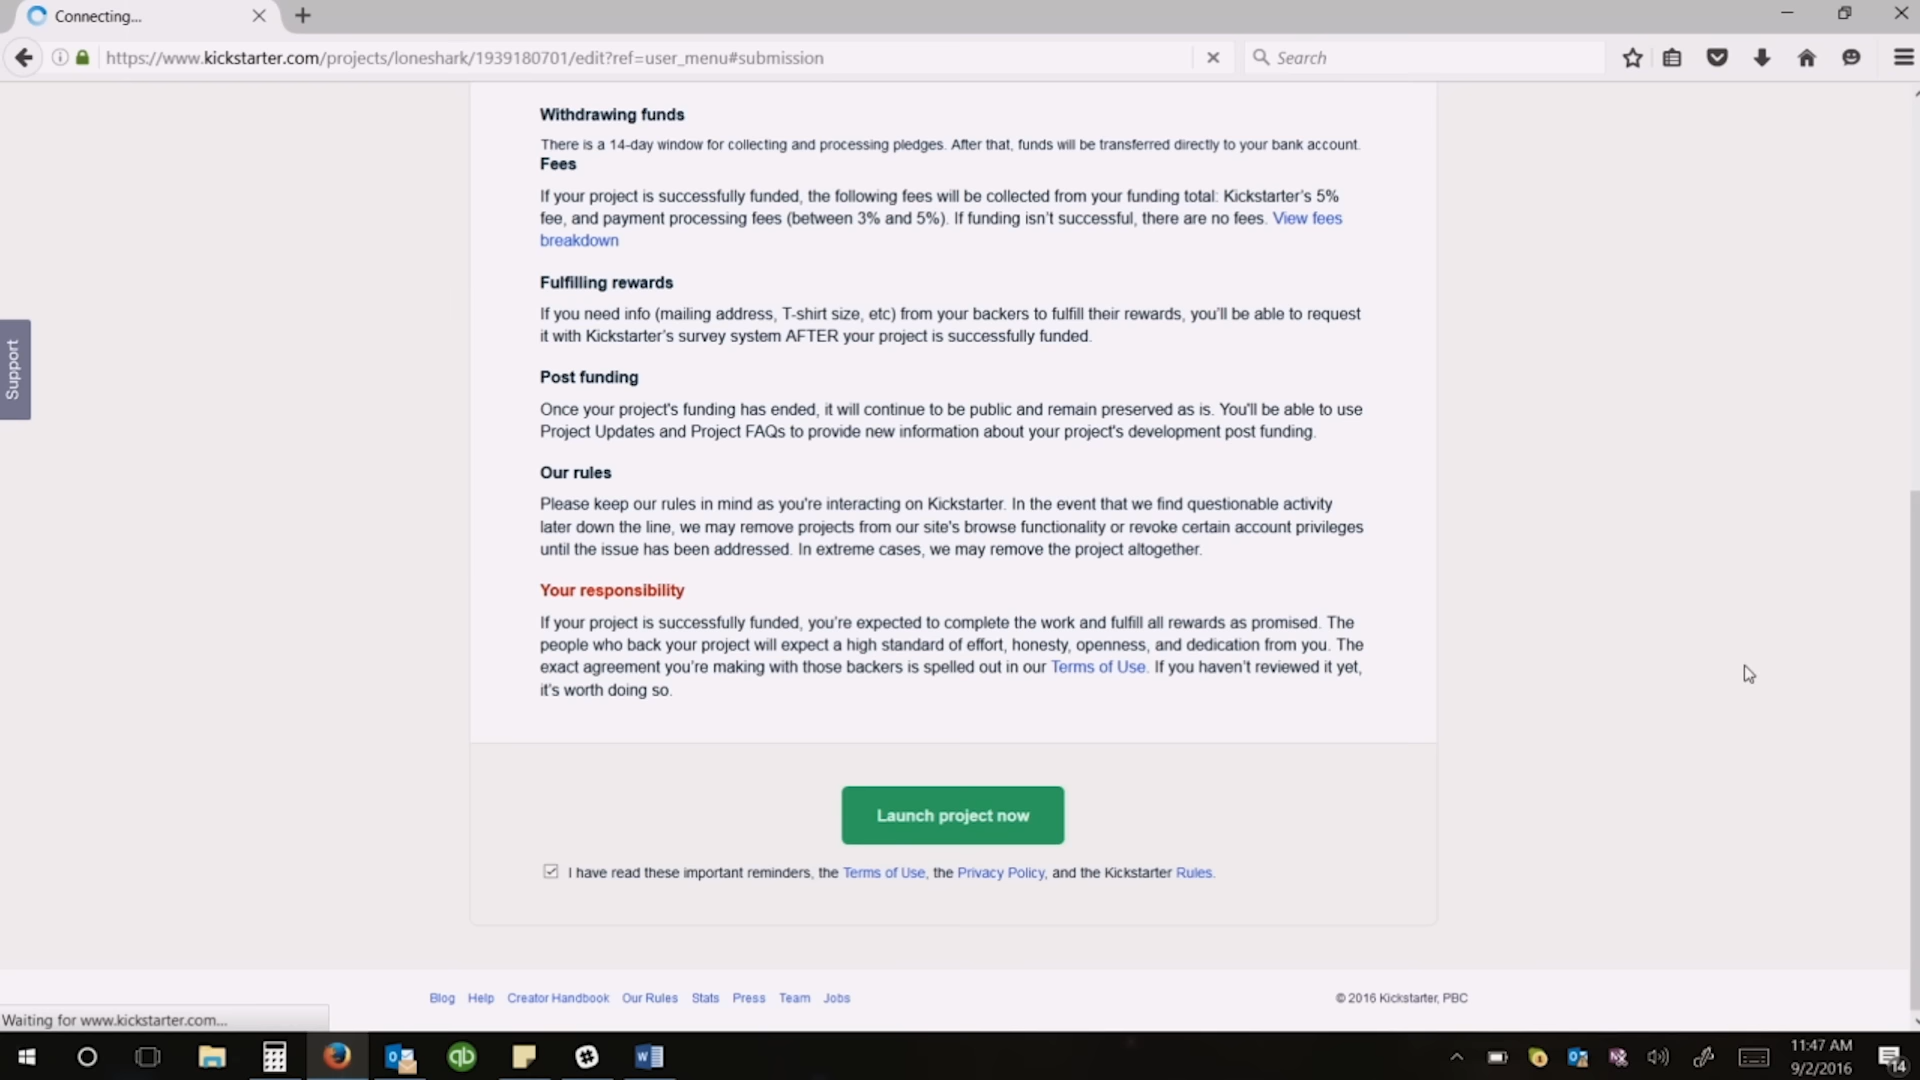 Connecting...
https://www.kickstarter.com/projects/loneshark/1939180701/edit?ref=user_menu#submission
Search
Withdrawing funds
There is a 14-day window for collecting and processing pledges. After that, funds will be transferred directly to your bank account.
Fees
If your project is successfully funded, the following fees will be collected from your funding total: Kickstarter's 5%
fee, and payment processing fees (between 3% and 5%). If funding isn't successful, there are no fees. View fees
breakdown
Fulfilling rewards
If you need info (mailing address, T-shirt size, etc) from your backers to fulfill their rewards, you'll be able to request
it with Kickstarter's survey system AFTER your project is successfully funded.
Support
Post funding
Once your project's funding has ended, it will continue to be public and remain preserved as is. You'll be able to use
Project Updates and Project FAQs to provide new information about your project's development post funding.
Our rules
Please keep our rules in mind as you're interacting on Kickstarter. In the event that we find questionable activity
later down the line, we may remove projects from our site's browse functionality or revoke certain account privileges
until the issue has been addressed. In extreme cases, we may remove the project altogether.
Your responsibility
If your project is successfully funded, you're expected to complete the work and fulfill all rewards as promised. The
people who back your project will expect a high standard of effort, honesty, openness, and dedication from you. The
exact agreement you're making with those backers is spelled out in our Terms of Use. If you haven't reviewed it yet,
it's worth doing so.
Launch project now
I have read these important reminders, the Terms of Use, the Privacy Policy, and the Kickstarter Rules.
Blog Help Creator Handbook Our Rules Stats Press Team Jobs
© 2016 Kickstarter, PBC
Waiting for www.kickstarter.com...
11:47 AM
9/2/2016
14